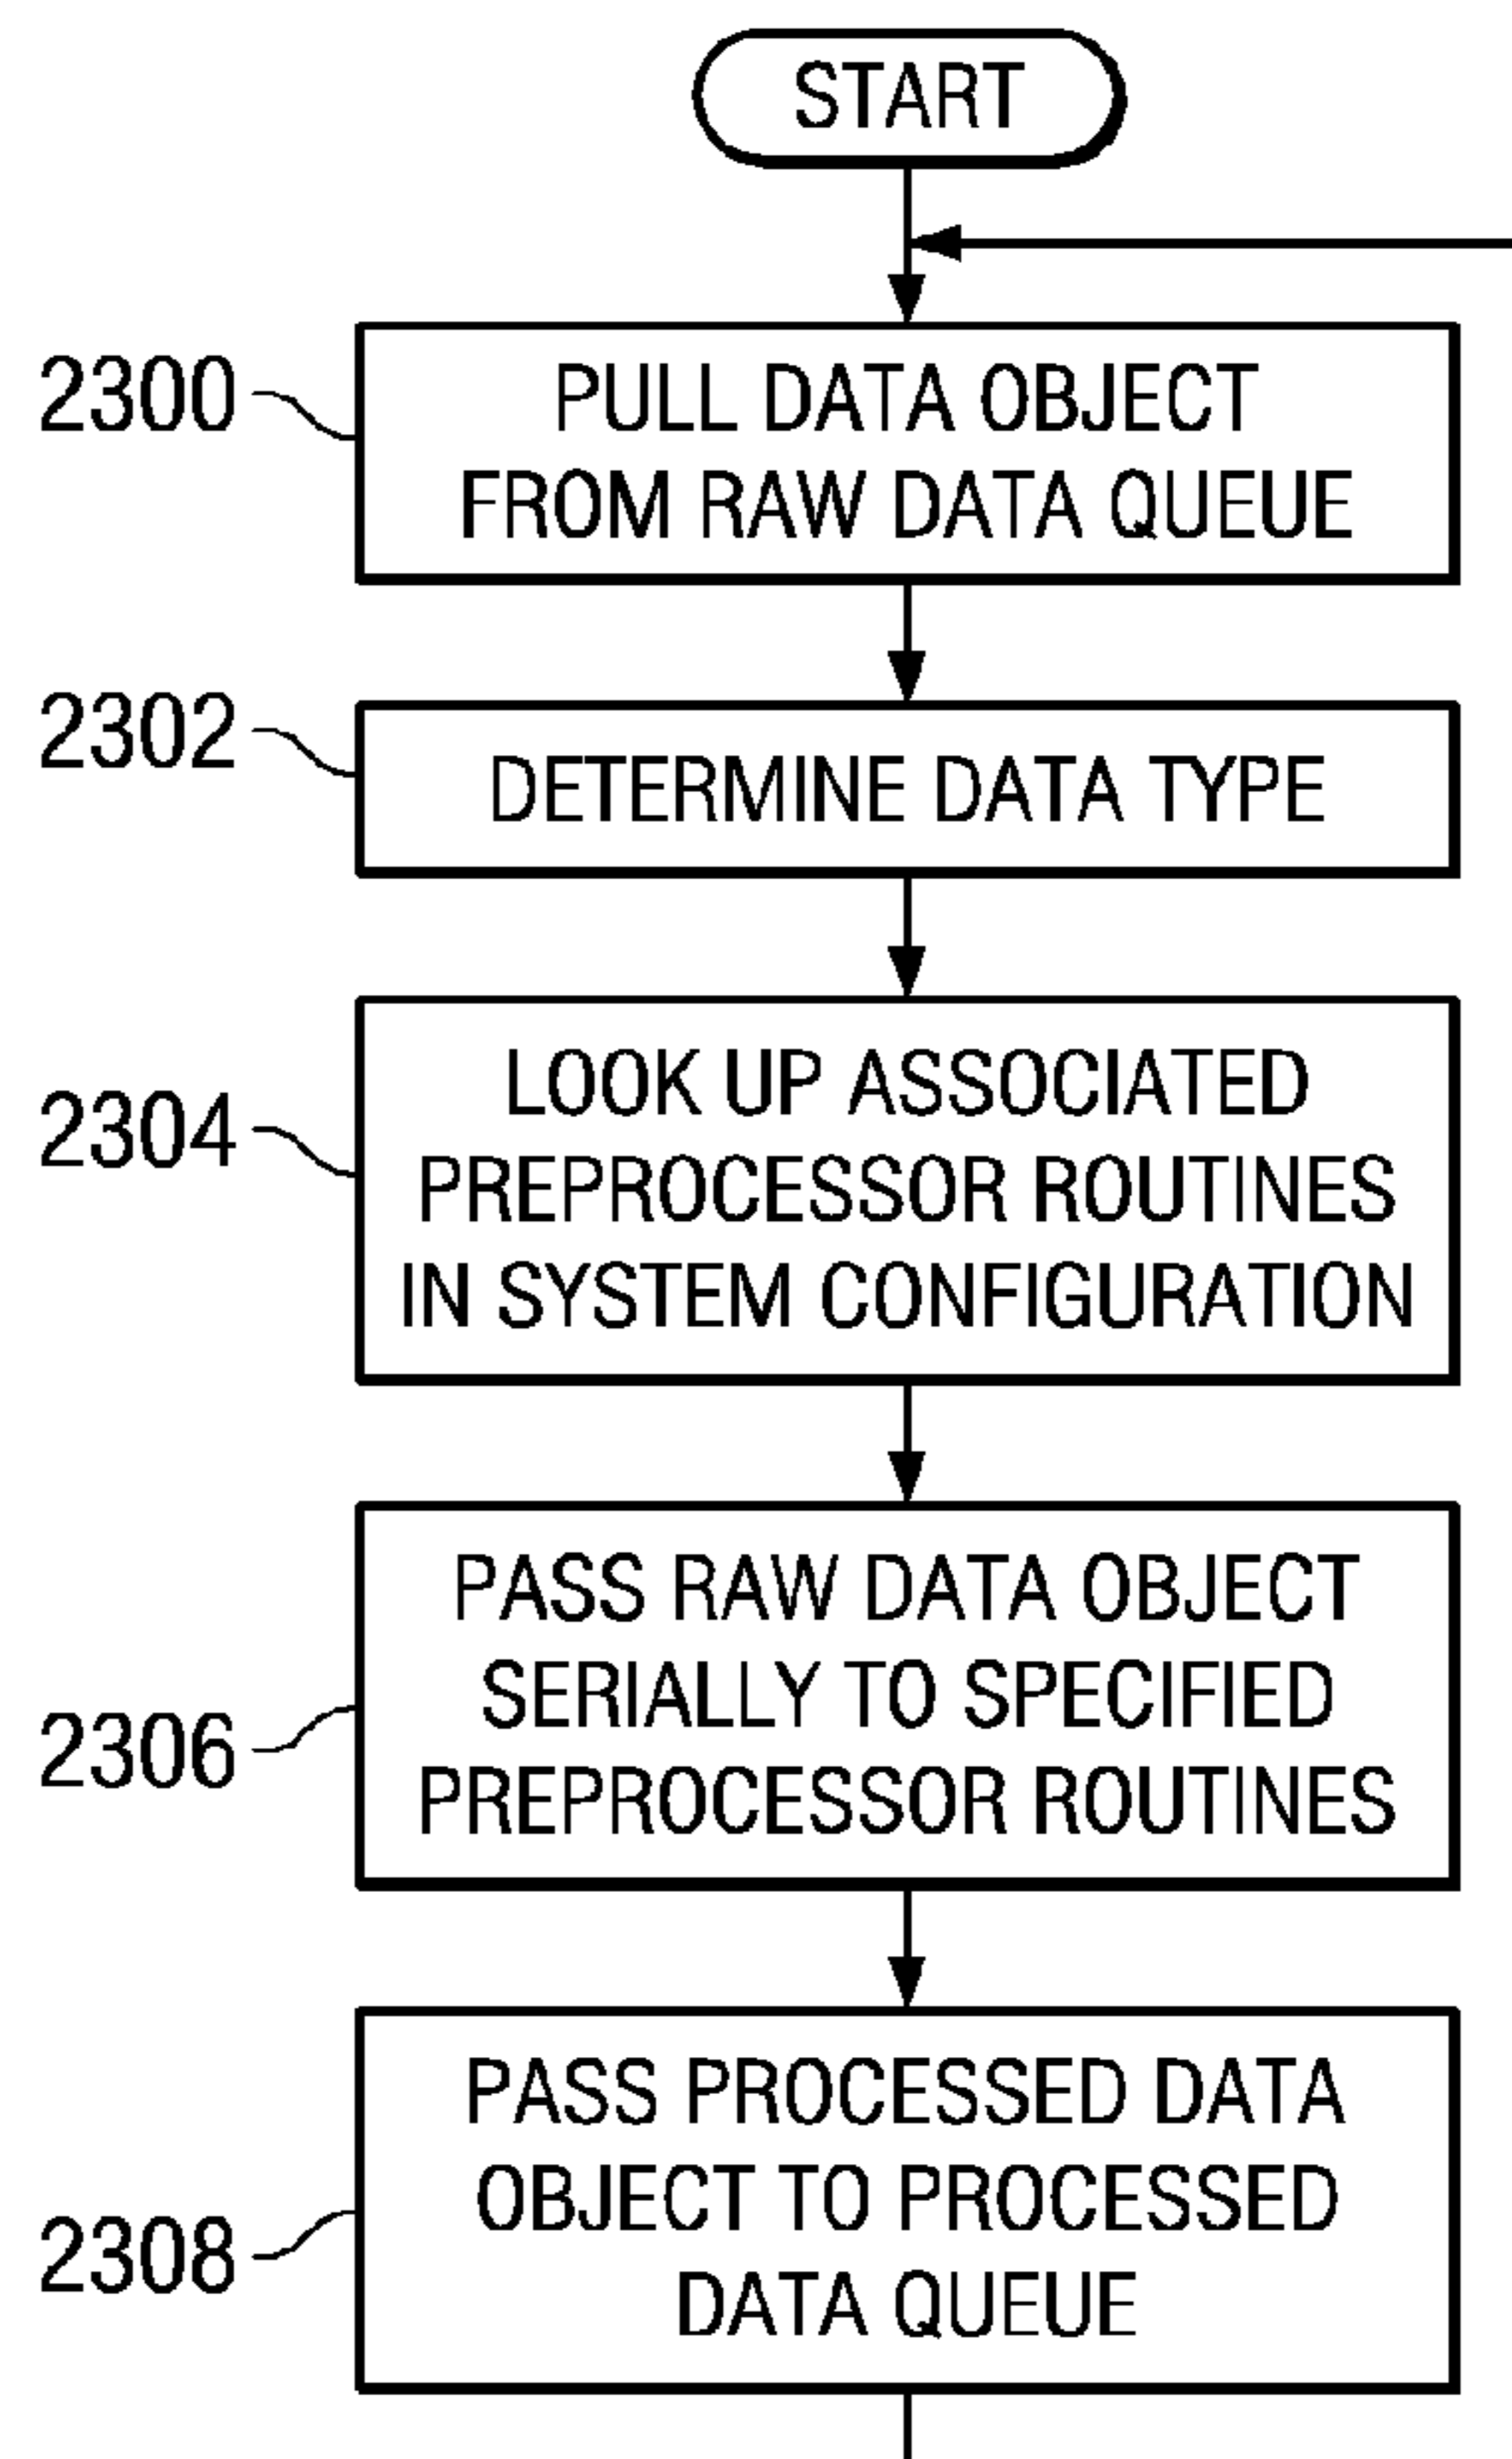 START
2300
PULL DATA OBJECT
FROM RAW DATA QUEUE
2302
DETERMINE DATA TYPE
2304
LOOK UP ASSOCIATED
PREPROCESSOR ROUTINES
IN SYSTEM CONFIGURATION
2306
PASS RAW DATA OBJECT
SERIALLY TO SPECIFIED
PREPROCESSOR ROUTINES
2308
PASS PROCESSED DATA
OBJECT TO PROCESSED
DATA QUEUE